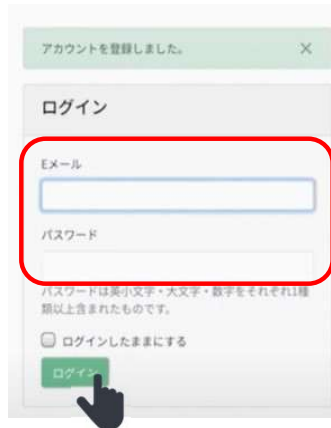 アカウントを登録しました。 ×
ログイン
Eメール
パスワード
パスワードは英小文字・大文字・数字をそれぞれ1種
類以上含まれたものです。
ログインしたままにする
ログイン